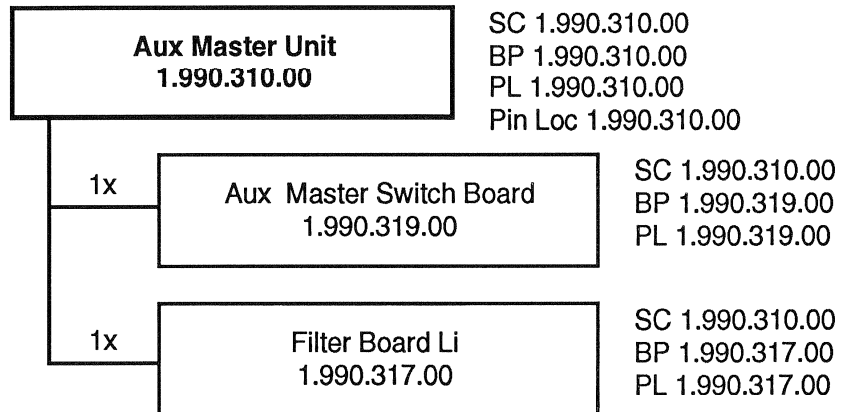 Aux Master Unit
1.990.310.00
SC 1.990.310.00
BP 1.990.310.00
PL 1.990.310.00
Pin Loc 1.990.310.00
1x
Aux Master Switch Board
1.990.319.00
SC 1.990.310.00
BP 1.990.319.00
PL 1.990.319.00
1x
Filter Board Li
1.990.317.00
SC 1.990.310.00
BP 1.990.317.00
PL 1.990.317.00